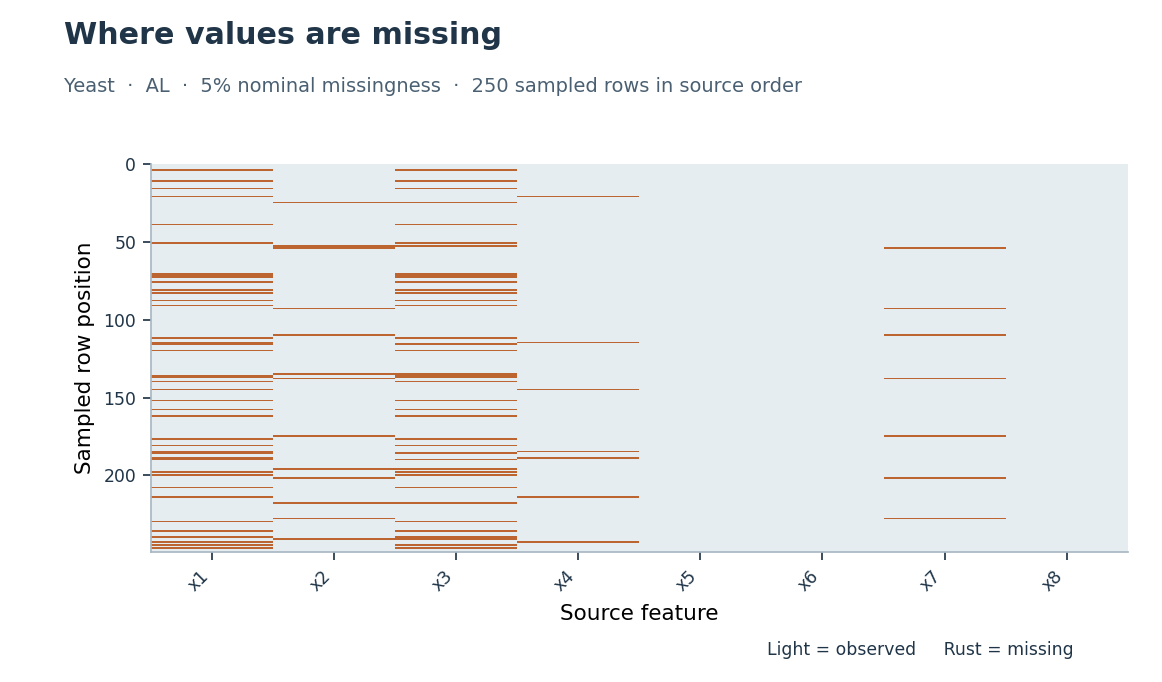 Where values are missing
Yeast · AL · 5% nominal missingness · 250 sampled rows in source order
0
50
100
150
200
Sampled row position
x1
x2
x3
x4
x5
x6
x7
x8
Source feature
Light = observed Rust = missing